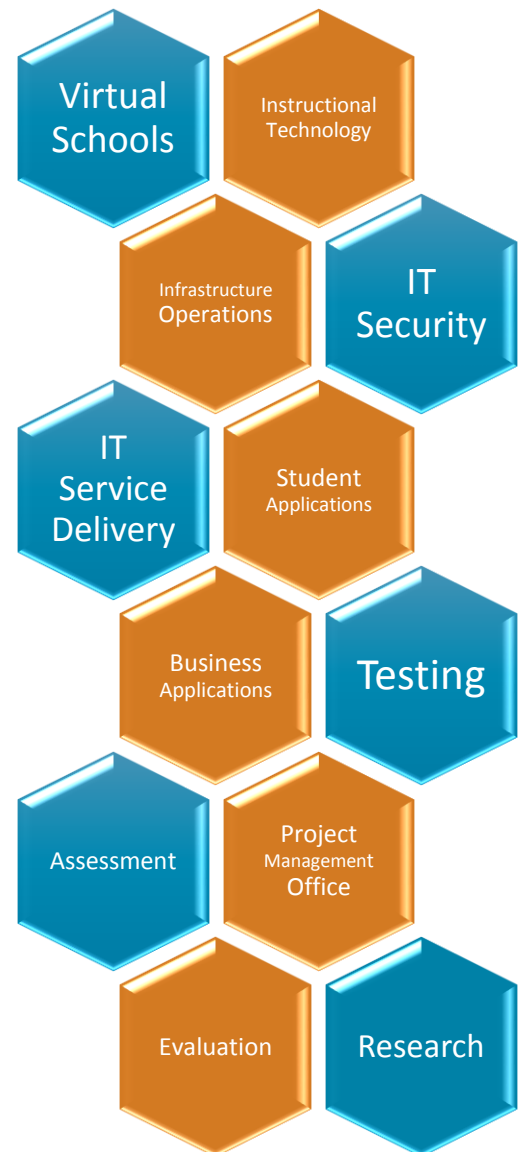 Virtual
Schools
Instructional
Technology
Infrastructure
Operations
IT
Security
IT
Service
Delivery
Student
Applications
Business
Applications
Testing
Assessment
Project
Management
Office
Evaluation
Research